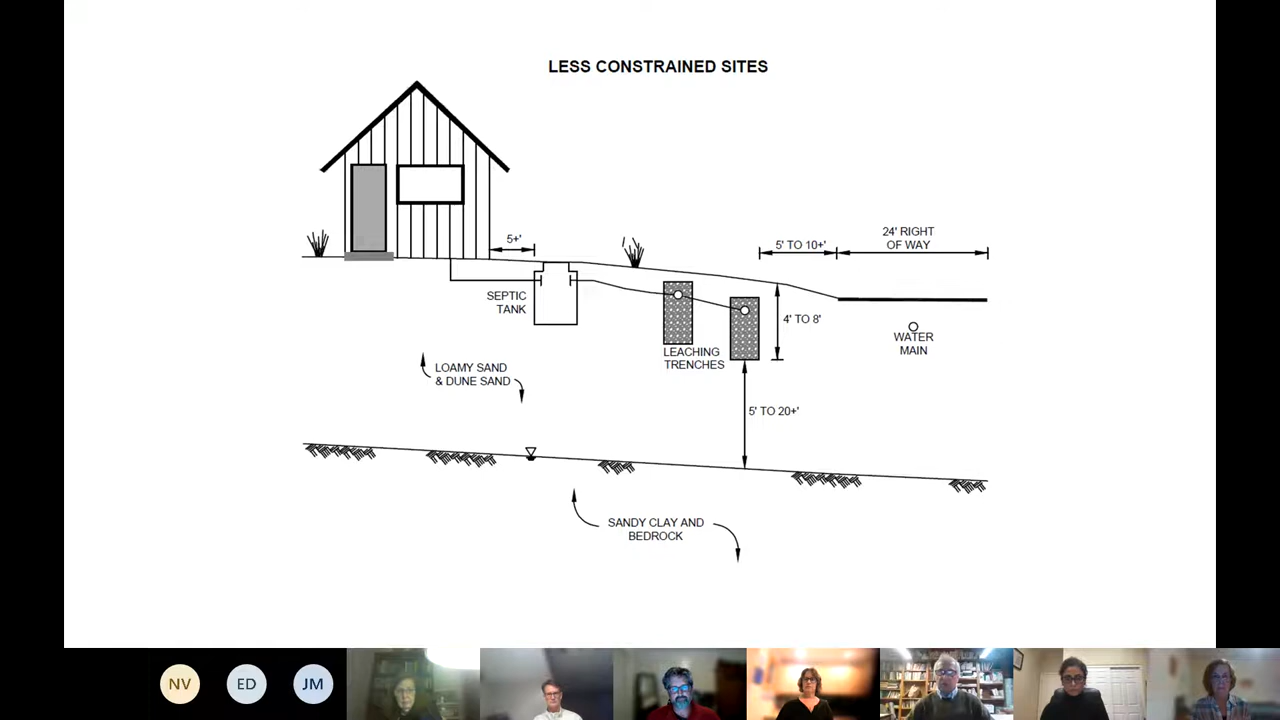 LESS CONSTRAINED SITES
5+'
5' TO 10+'
24' RIGHT
OF WAY
SEPTIC
TANK
4' TO 8'
WATER
MAIN
LEACHING
TRENCHES
LOAMY SAND
& DUNE SAND
5' TO 20+'
SANDY CLAY AND
BEDROCK
NV
ED
JM